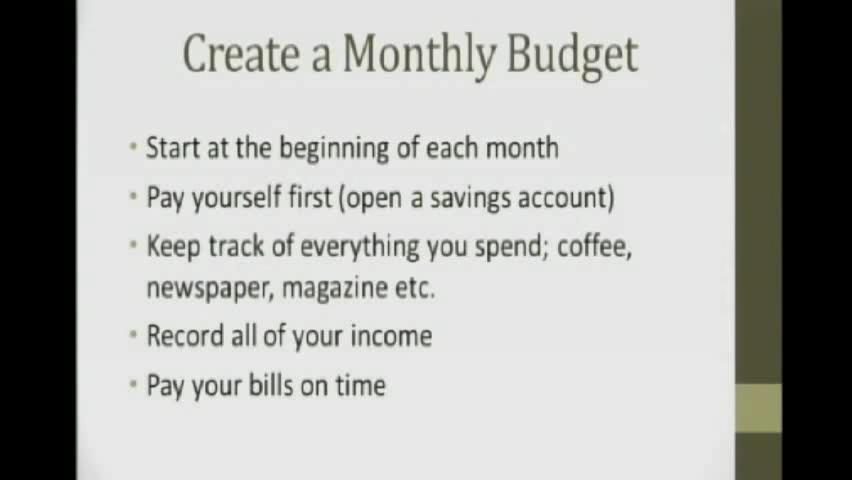 Create a Monthly Budget
• Start at the beginning of each month
• Pay yourself first (open a savings account)
• Keep track of everything you spend; coffee,
newspaper, magazine etc.
• Record all of your income
• Pay your bills on time